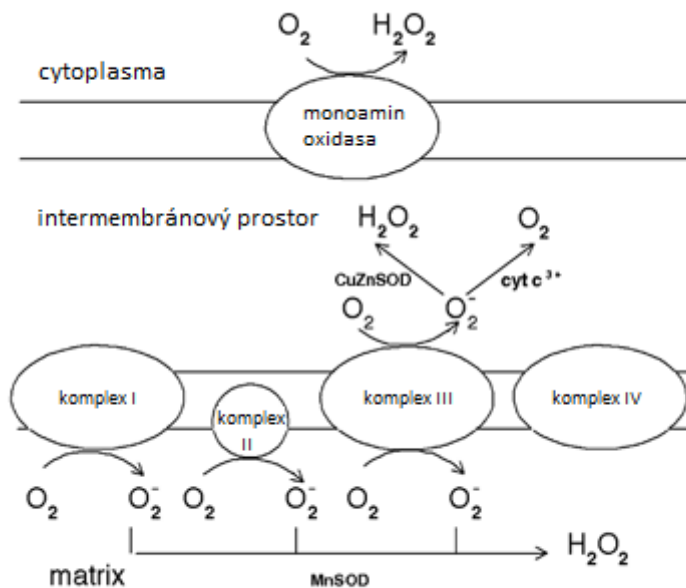 O₂ H₂O₂
cytoplasma
monoamin
oxidasa
intermembránový prostor
H₂O₂ O₂
CuZnSOD cyt c ³⁺
O₂ O₂⁻
komplex I
komplex
II
komplex III
komplex IV
O₂ O₂⁻ O₂ O₂⁻ O₂ O₂⁻
H₂O₂
matrix
MnSOD